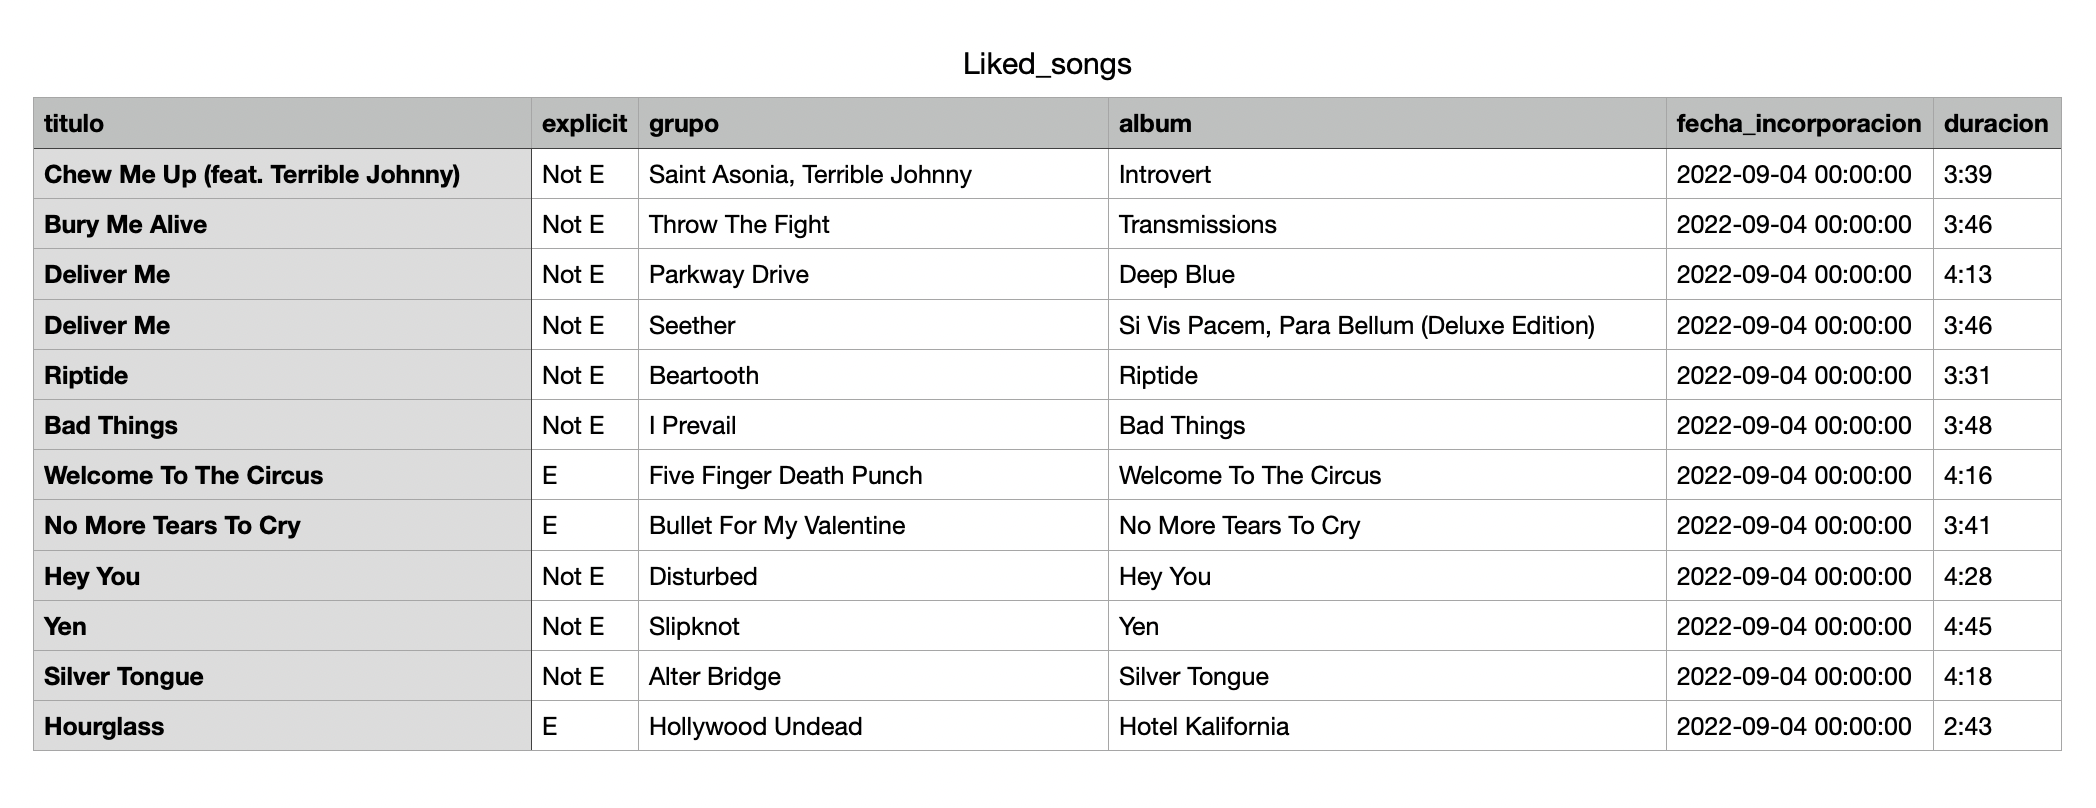 Liked_songs
titulo explicit grupo album fecha_incorporacion duracion
Chew Me Up (feat. Terrible Johnny) Not E Saint Asonia, Terrible Johnny Introvert 2022-09-04 00:00:00 3:39
Bury Me Alive Not E Throw The Fight Transmissions 2022-09-04 00:00:00 3:46
Deliver Me Not E Parkway Drive Deep Blue 2022-09-04 00:00:00 4:13
Deliver Me Not E Seether Si Vis Pacem, Para Bellum (Deluxe Edition) 2022-09-04 00:00:00 3:46
Riptide Not E Beartooth Riptide 2022-09-04 00:00:00 3:31
Bad Things Not E I Prevail Bad Things 2022-09-04 00:00:00 3:48
Welcome To The Circus E Five Finger Death Punch Welcome To The Circus 2022-09-04 00:00:00 4:16
No More Tears To Cry E Bullet For My Valentine No More Tears To Cry 2022-09-04 00:00:00 3:41
Hey You Not E Disturbed Hey You 2022-09-04 00:00:00 4:28
Yen Not E Slipknot Yen 2022-09-04 00:00:00 4:45
Silver Tongue Not E Alter Bridge Silver Tongue 2022-09-04 00:00:00 4:18
Hourglass E Hollywood Undead Hotel Kalifornia 2022-09-04 00:00:00 2:43